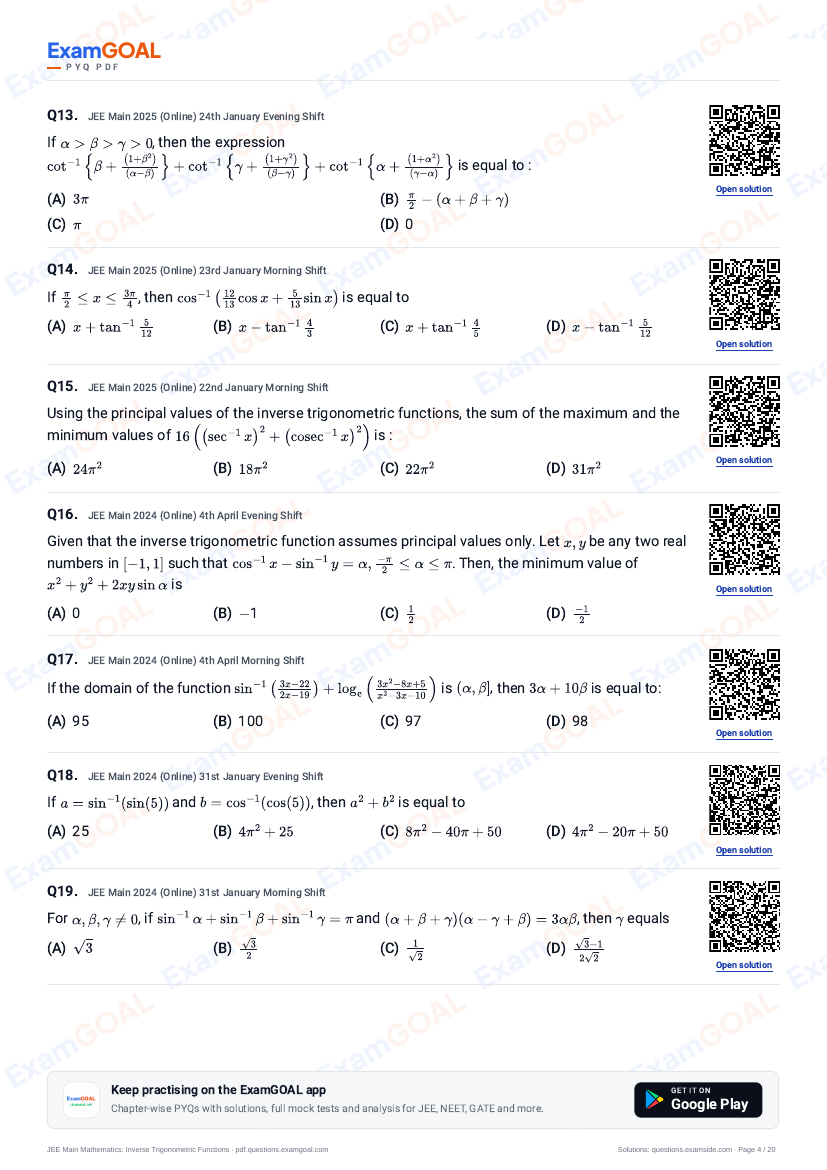 ExamGOAL
PYQ PDF
Q13. JEE Main 2025 (Online) 24th January Evening Shift
If α > β > γ > 0, then the expression
cot⁻¹ {β + (1+β²)/(α−β)} + cot⁻¹ {γ + (1+γ²)/(β−γ)} + cot⁻¹ {α + (1+α²)/(γ−α)} is equal to :
(A) 3π (B) π/2 − (α + β + γ)
(C) π (D) 0
Open solution
Q14. JEE Main 2025 (Online) 23rd January Morning Shift
If π/2 ≤ x ≤ 3π/4, then cos⁻¹ (12/13 cos x + 5/13 sin x) is equal to
(A) x + tan⁻¹ 5/12 (B) x − tan⁻¹ 4/3 (C) x + tan⁻¹ 4/5 (D) x − tan⁻¹ 5/12
Open solution
Q15. JEE Main 2025 (Online) 22nd January Morning Shift
Using the principal values of the inverse trigonometric functions, the sum of the maximum and the
minimum values of 16 ((sec⁻¹ x)² + (cosec⁻¹ x)²) is :
(A) 24π² (B) 18π² (C) 22π² (D) 31π²
Open solution
Q16. JEE Main 2024 (Online) 4th April Evening Shift
Given that the inverse trigonometric function assumes principal values only. Let x, y be any two real
numbers in [−1, 1] such that cos⁻¹ x − sin⁻¹ y = α, −π/2 ≤ α ≤ π. Then, the minimum value of
x² + y² + 2xy sin α is
(A) 0 (B) −1 (C) 1/2 (D) −1/2
Open solution
Q17. JEE Main 2024 (Online) 4th April Morning Shift
If the domain of the function sin⁻¹ ((3x−22)/(2x−19)) + logₑ ((3x²−8x+5)/(x²−3x−10)) is (α, β], then 3α + 10β is equal to:
(A) 95 (B) 100 (C) 97 (D) 98
Open solution
Q18. JEE Main 2024 (Online) 31st January Evening Shift
If a = sin⁻¹(sin(5)) and b = cos⁻¹(cos(5)), then a² + b² is equal to
(A) 25 (B) 4π² + 25 (C) 8π² − 40π + 50 (D) 4π² − 20π + 50
Open solution
Q19. JEE Main 2024 (Online) 31st January Morning Shift
For α, β, γ ≠ 0, if sin⁻¹ α + sin⁻¹ β + sin⁻¹ γ = π and (α + β + γ)(α − γ + β) = 3αβ, then γ equals
(A) √3 (B) √3/2 (C) 1/√2 (D) (√3−1)/(2√2)
Open solution
Keep practising on the ExamGOAL app
Chapter-wise PYQs with solutions, full mock tests and analysis for JEE, NEET, GATE and more.
GET IT ON
Google Play
JEE Main Mathematics: Inverse Trigonometric Functions · pdf.questions.examgoal.com
Solutions: questions.examside.com · Page 4 / 20